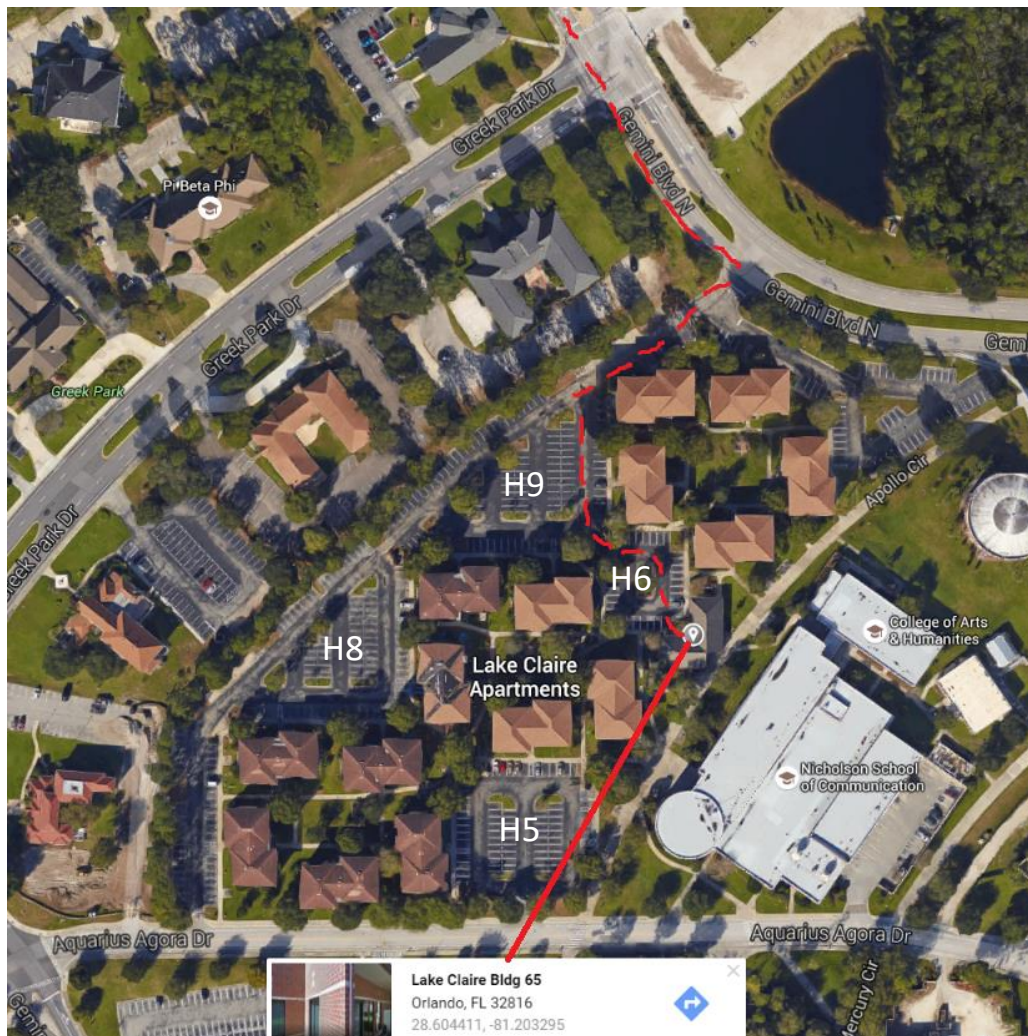 Greek Park Dr
Gemini Blvd N
Pi Beta Phi
Greek Park Dr
Gemini Blvd N
Gemi
Greek Park
Greek Park Dr
Apollo Cir
H9
H6
College of Arts
& Humanities
H8
Lake Claire
Apartments
Nicholson School
of Communication
H5
Aquarius Agora Dr
Aquarius Agora Dr
Mercury Cir
Gemin
Lake Claire Bldg 65
Orlando, FL 32816
28.604411, -81.203295